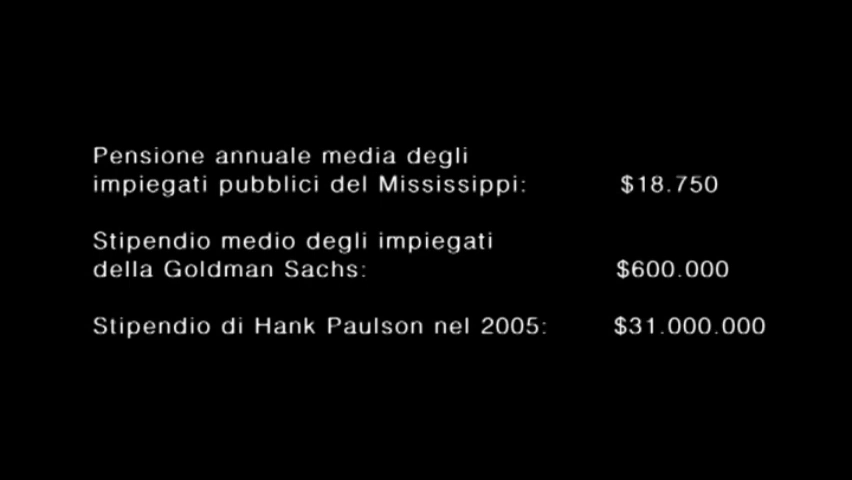 Pensione annuale media degli
impiegati pubblici del Mississippi: $18.750
Stipendio medio degli impiegati
della Goldman Sachs: $600.000
Stipendio di Hank Paulson nel 2005: $31.000.000